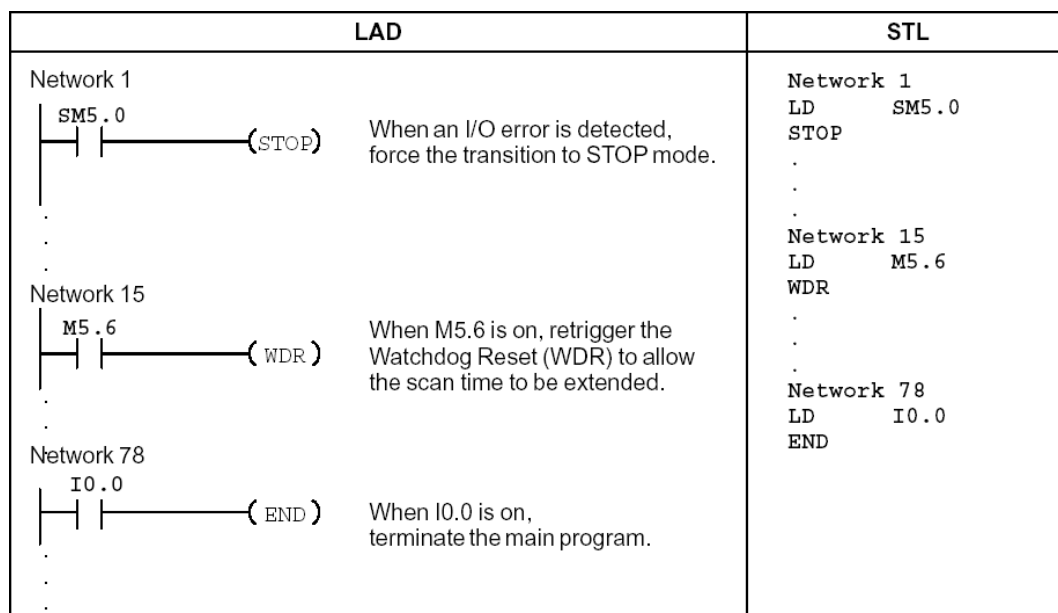 LAD
STL
Network 1
SM5.0
(STOP)
When an I/O error is detected,
force the transition to STOP mode.
.
.
.
Network 15
M5.6
( WDR )
When M5.6 is on, retrigger the
Watchdog Reset (WDR) to allow
the scan time to be extended.
.
.
.
Network 78
I0.0
( END )
When I0.0 is on,
terminate the main program.
.
.
.
Network 1
LD SM5.0
STOP
.
.
.
Network 15
LD M5.6
WDR
.
.
.
Network 78
LD I0.0
END